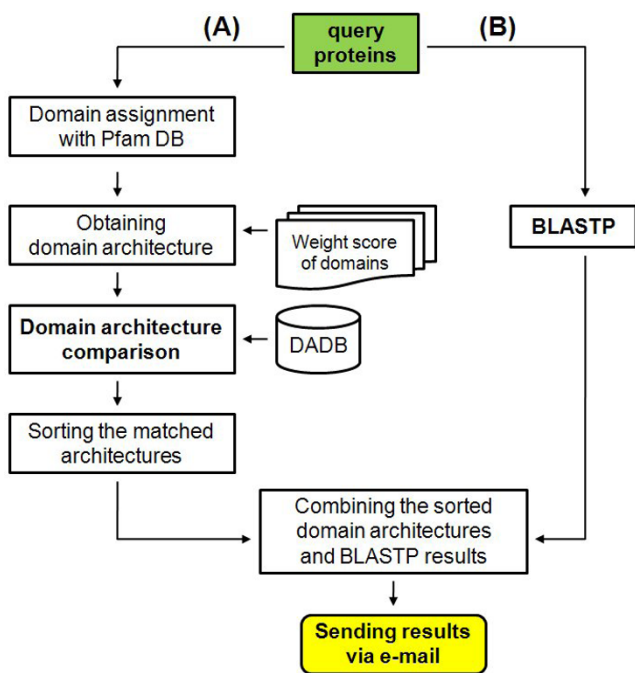 (A)
query
proteins
(B)
Domain assignment
with Pfam DB
Obtaining
domain architecture
Weight score
of domains
BLASTP
Domain architecture
comparison
DADB
Sorting the matched
architectures
Combining the sorted
domain architectures
and BLASTP results
Sending results
via e-mail